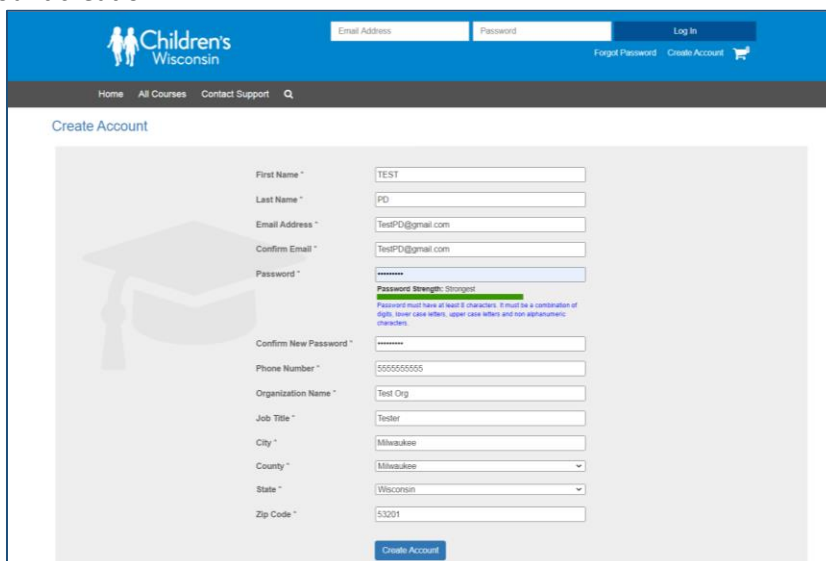 Children's
Wisconsin
Email Address Password Log In
Forgot Password Create Account
Home All Courses Contact Support
Create Account
First Name * TEST
Last Name * PD
Email Address * TestPD@gmail.com
Confirm Email * TestPD@gmail.com
Password * •••••••••
Password Strength: Strongest
Password must have at least 8 characters. It must be a combination of
digits, lower case letters, upper case letters and non alphanumeric
characters.
Confirm New Password * •••••••••
Phone Number * 5555555555
Organization Name * Test Org
Job Title * Tester
City * Milwaukee
County * Milwaukee
State * Wisconsin
Zip Code * 53201
Create Account